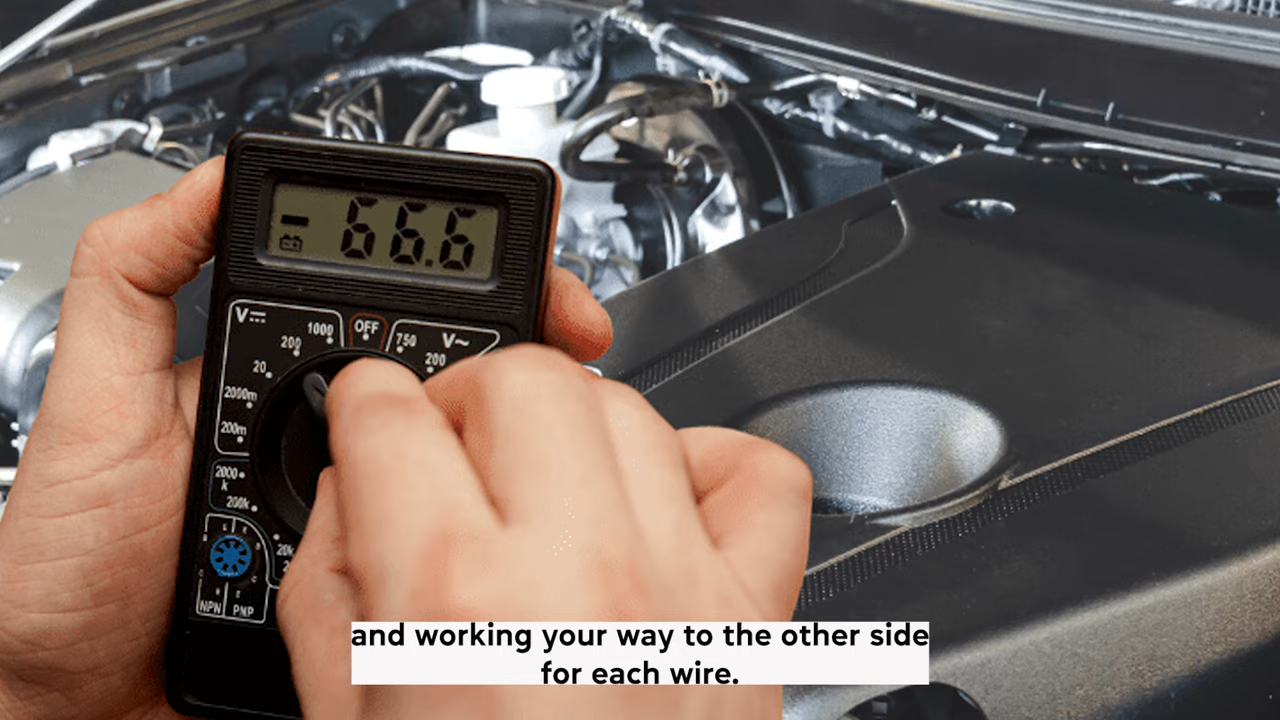 - 66.6
V
1000
OFF
750
V~
200
200
20
2000m
200m
2000
k
200k
20k
NPN
PNP
and working your way to the other side
for each wire.